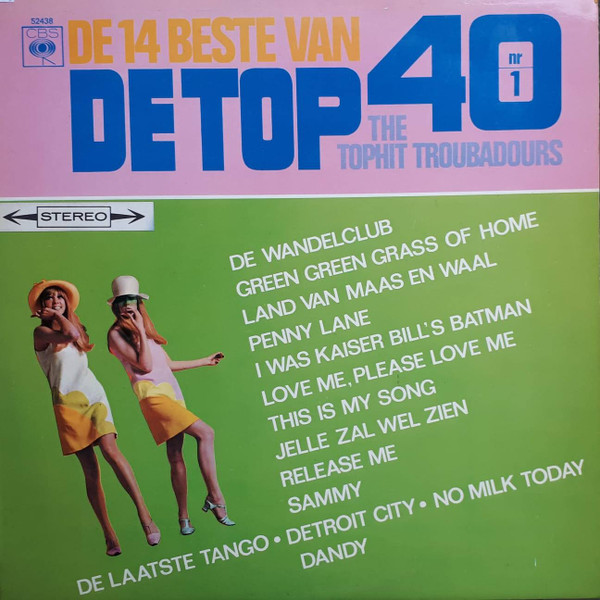 52438
CBS
DE 14 BESTE VAN
DE TOP 40
nr 1
THE
TOPHIT TROUBADOURS
STEREO
DE WANDELCLUB
GREEN GREEN GRASS OF HOME
LAND VAN MAAS EN WAAL
PENNY LANE
I WAS KAISER BILL'S BATMAN
LOVE ME, PLEASE LOVE ME
THIS IS MY SONG
JELLE ZAL WEL ZIEN
RELEASE ME
SAMMY
DE LAATSTE TANGO • DETROIT CITY • NO MILK TODAY
DANDY